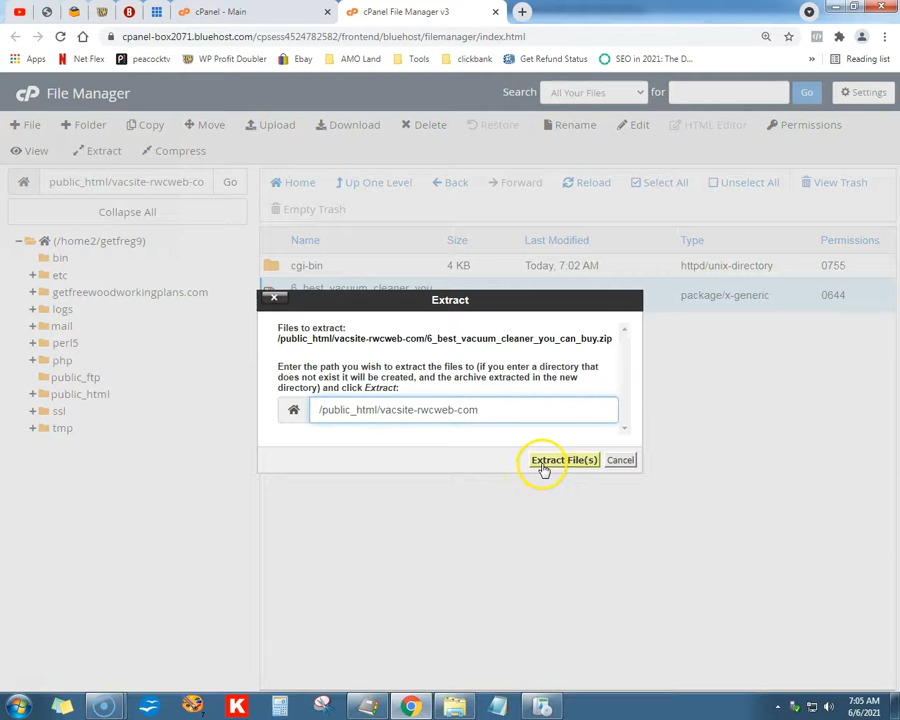 cPanel - Main
cPanel File Manager v3
cpanel-box2071.bluehost.com/cpsess4524782582/frontend/bluehost/filemanager/index.html
Apps
Net Flex
peacocktv
WP Profit Doubler
Ebay
AMO Land
Tools
clickbank
Get Refund Status
SEO in 2021: The D...
»
Reading list
cP File Manager
Search
All Your Files
for
Go
Settings
File
Folder
Copy
Move
Upload
Download
Delete
Restore
Rename
Edit
HTML Editor
Permissions
View
Extract
Compress
public_html/vacsite-rwcweb-co
Go
Home
Up One Level
Back
Forward
Reload
Select All
Unselect All
View Trash
Empty Trash
Collapse All
(/home2/getfreg9)
bin
etc
getfreewoodworkingplans.com
logs
mail
perl5
php
public_ftp
public_html
ssl
tmp
Name
Size
Last Modified
Type
Permissions
cgi-bin
4 KB
Today, 7:02 AM
httpd/unix-directory
0755
6_best_vacuum_cleaner_you_
package/x-generic
0644
Extract
Files to extract:
/public_html/vacsite-rwcweb-com/6_best_vacuum_cleaner_you_can_buy.zip
Enter the path you wish to extract the files to (if you enter a directory that
does not exist it will be created, and the archive extracted in the new
directory) and click Extract:
/public_html/vacsite-rwcweb-com
Extract File(s)
Cancel
7:05 AM
6/6/2021